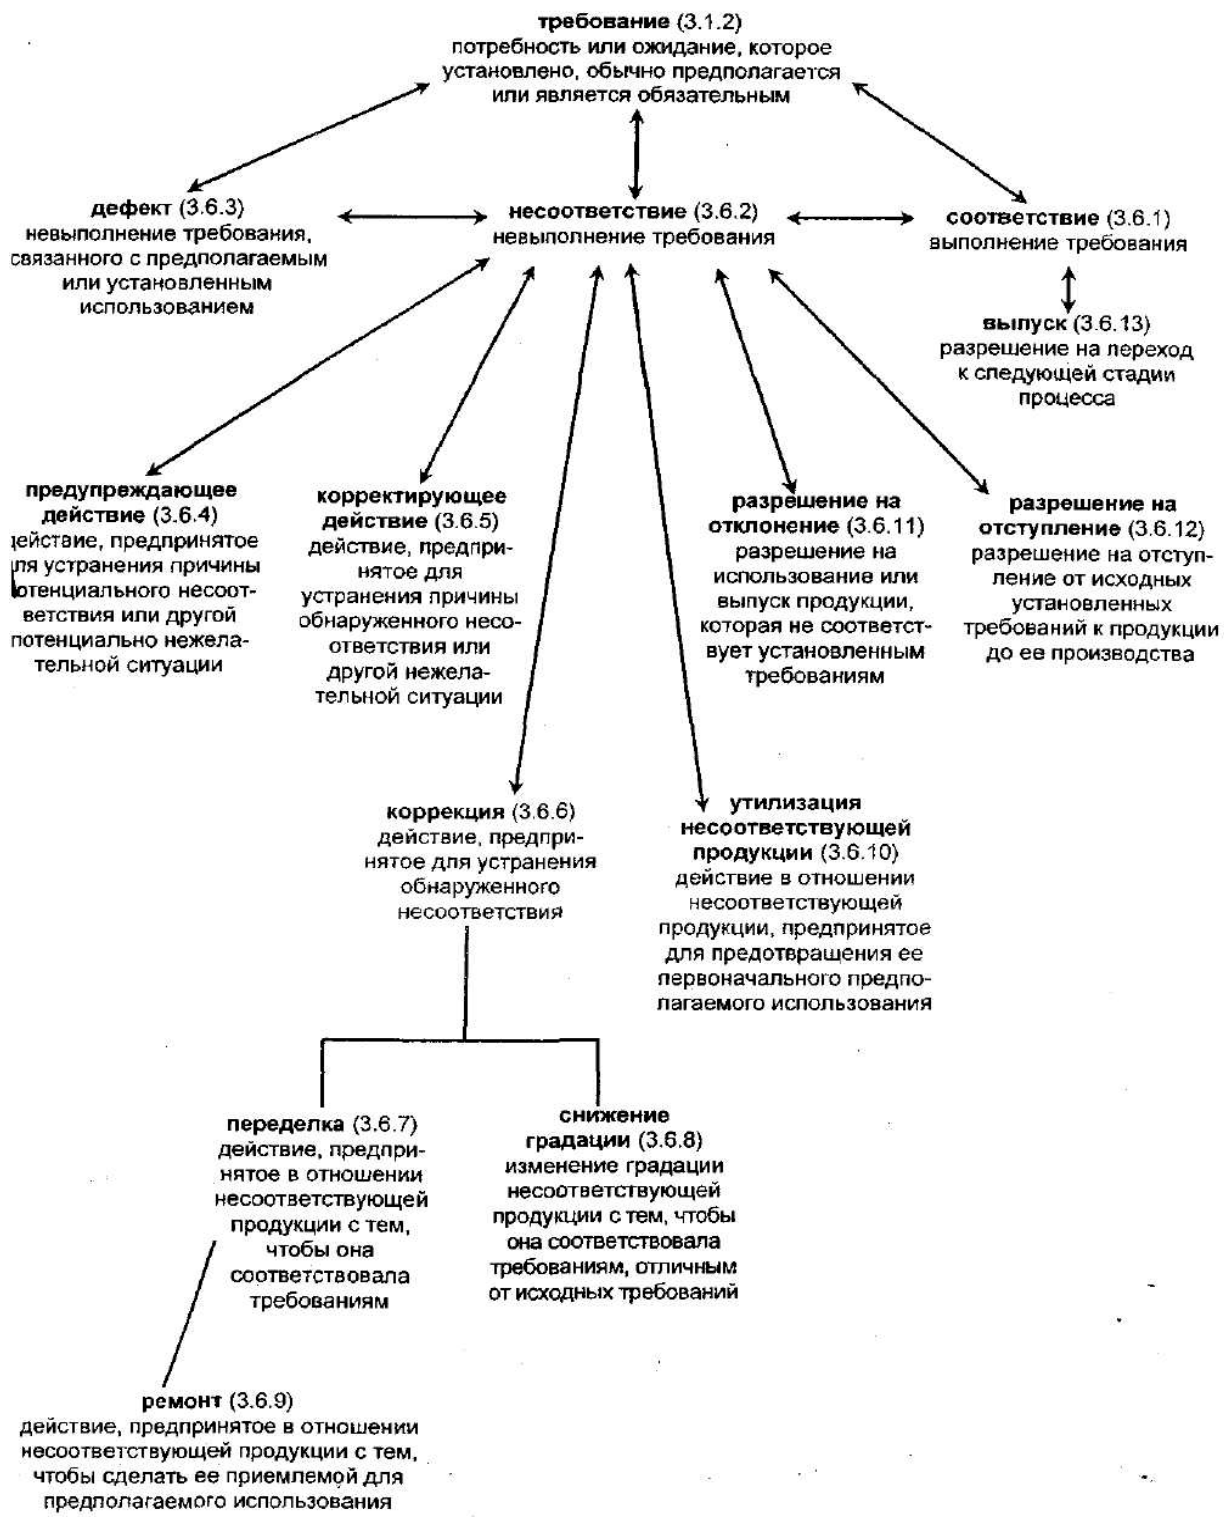 требование (3.1.2)
потребность или ожидание, которое
установлено, обычно предполагается
или является обязательным
дефект (3.6.3)
невыполнение требования,
связанного с предполагаемым
или установленным
использованием
несоответствие (3.6.2)
невыполнение требования
соответствие (3.6.1)
выполнение требования
выпуск (3.6.13)
разрешение на переход
к следующей стадии
процесса
предупреждающее
действие (3.6.4)
действие, предпринятое
для устранения причины
потенциального несоот-
ветствия или другой
потенциально нежела-
тельной ситуации
корректирующее
действие (3.6.5)
действие, предпри-
нятое для
устранения причины
обнаруженного несо-
ответствия или
другой нежела-
тельной ситуации
разрешение на
отклонение (3.6.11)
разрешение на
использование или
выпуск продукции,
которая не соответст-
вует установленным
требованиям
разрешение на
отступление (3.6.12)
разрешение на отступ-
ление от исходных
установленных
требований к продукции
до ее производства
коррекция (3.6.6)
действие, предпри-
нятое для устранения
обнаруженного
несоответствия
утилизация
несоответствующей
продукции (3.6.10)
действие в отношении
несоответствующей
продукции, предпринятое
для предотвращения ее
первоначального предпо-
лагаемого использования
переделка (3.6.7)
действие, предпри-
нятое в отношении
несоответствующей
продукции с тем,
чтобы она
соответствовала
требованиям
снижение
градации (3.6.8)
изменение градации
несоответствующей
продукции с тем, чтобы
она соответствовала
требованиям, отличным
от исходных требований
ремонт (3.6.9)
действие, предпринятое в отношении
несоответствующей продукции с тем,
чтобы сделать ее приемлемой для
предполагаемого использования